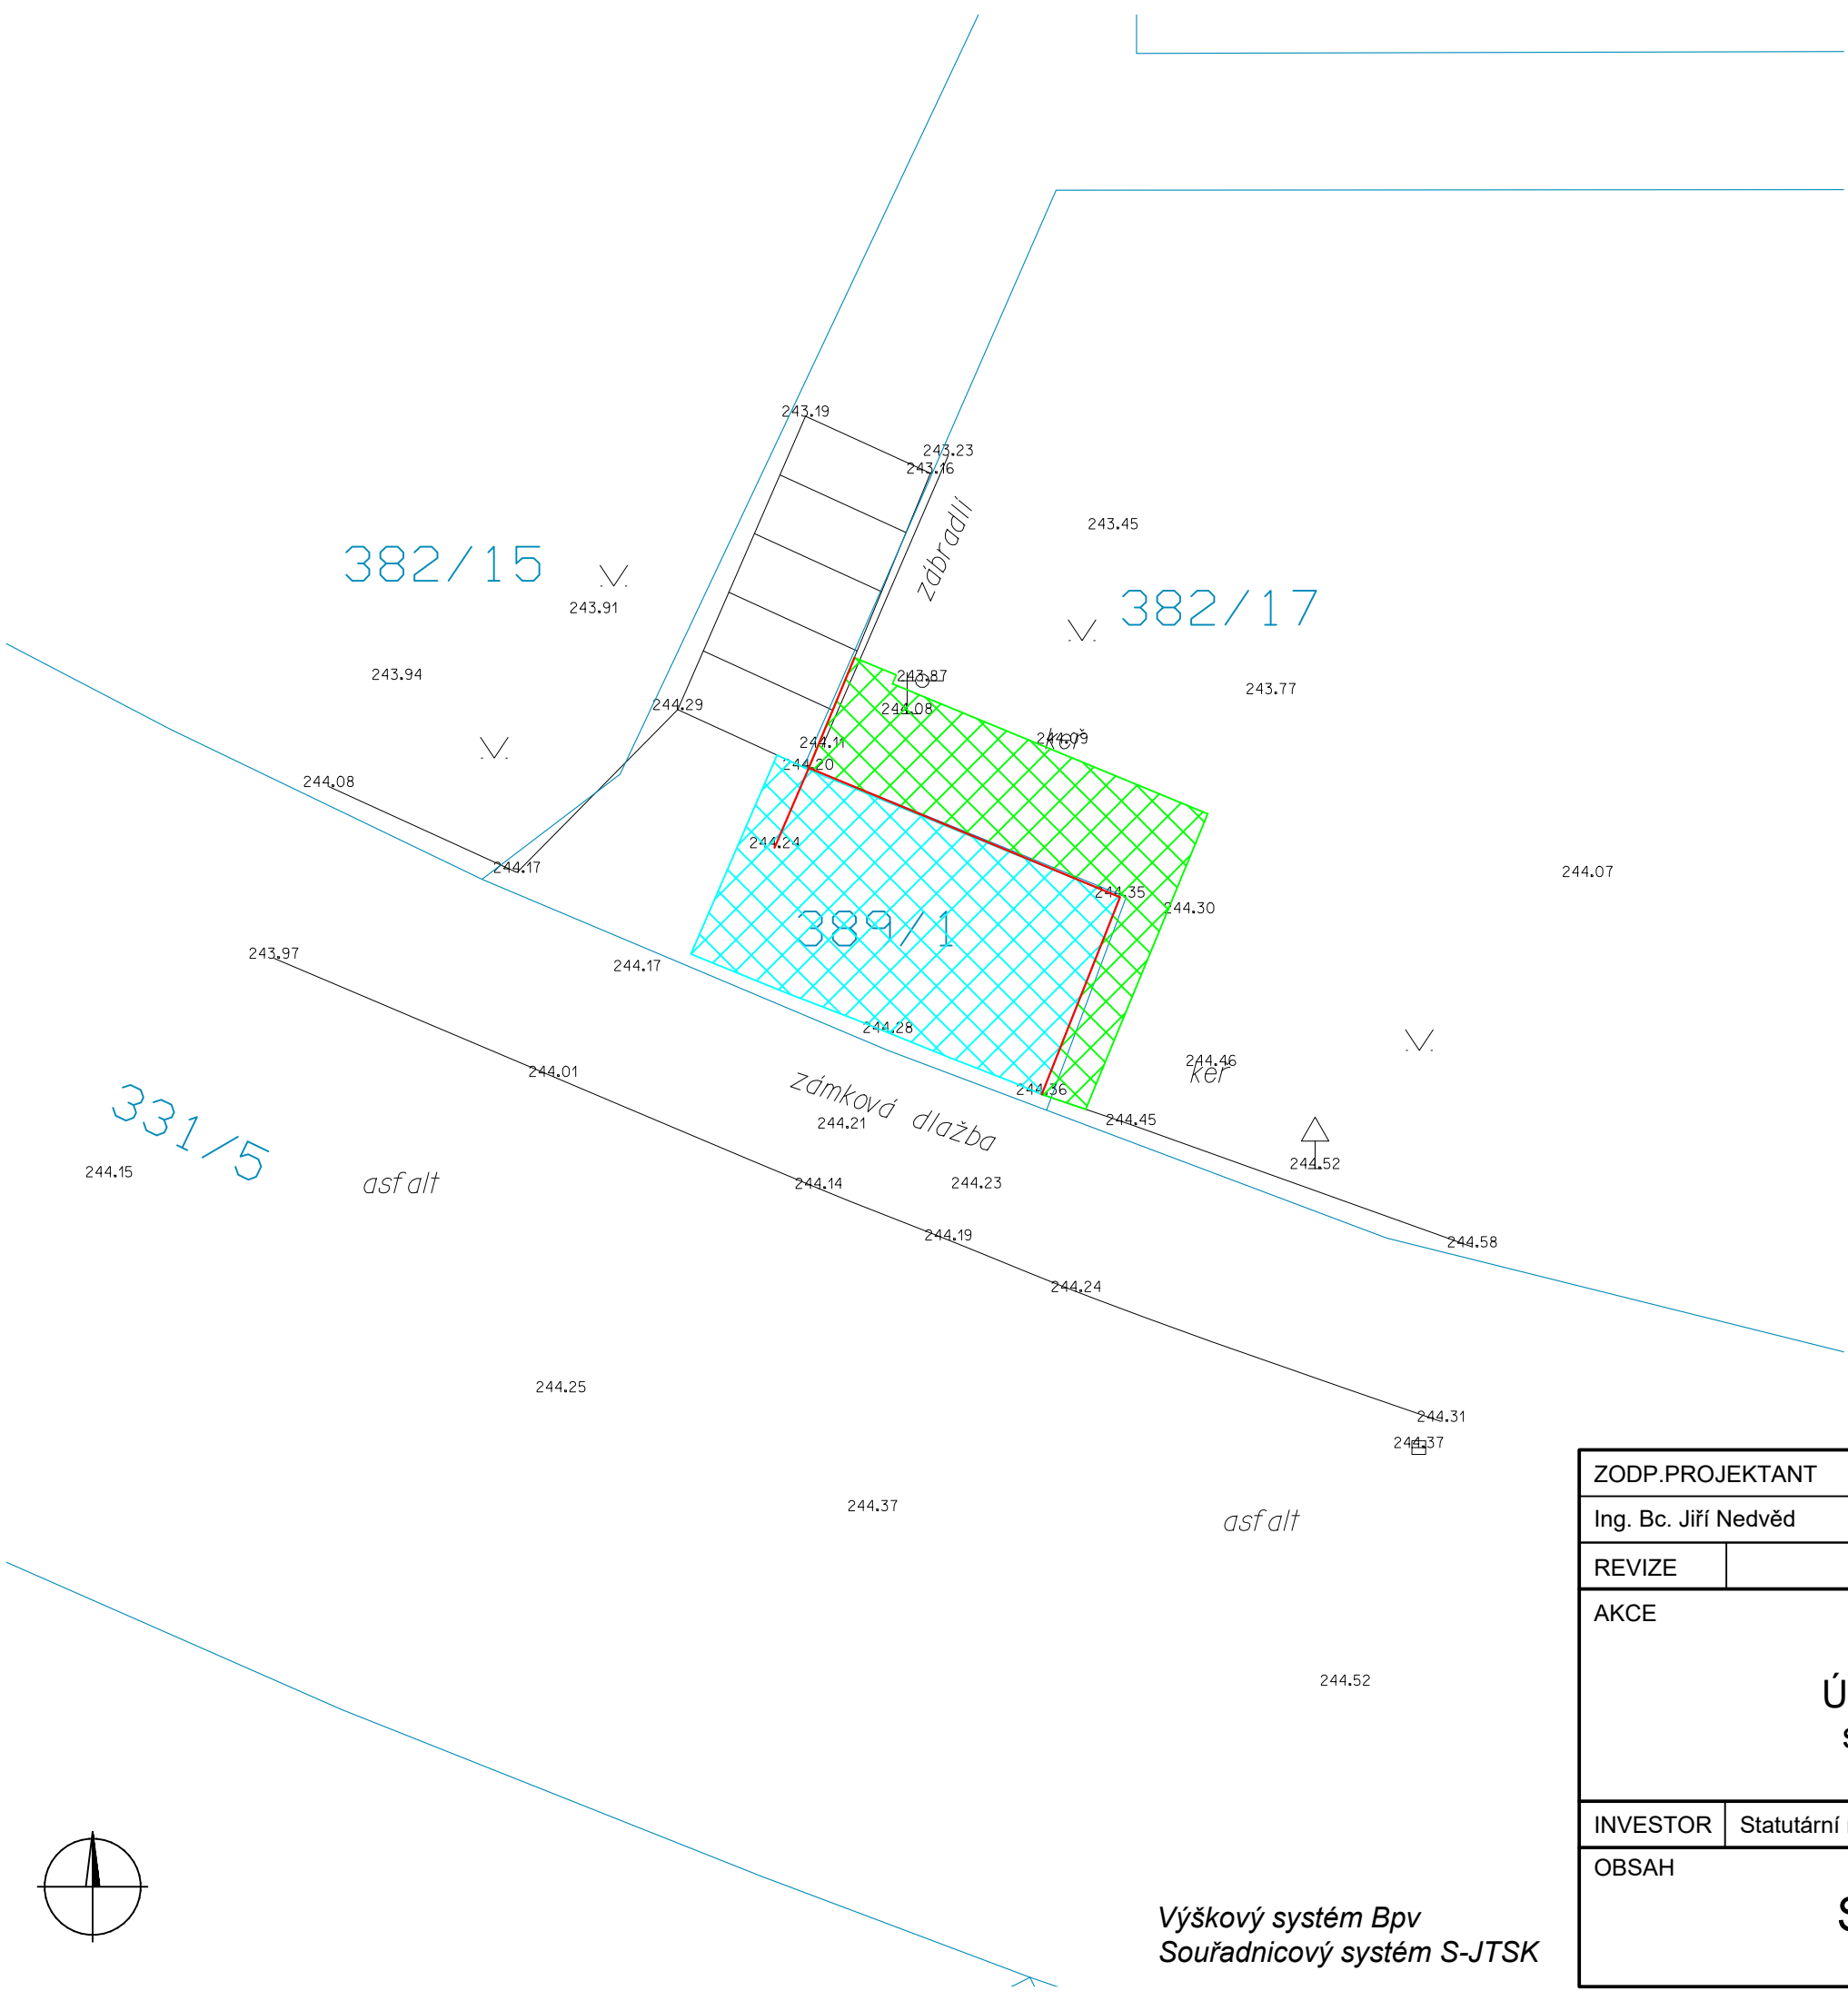 243.19
243.23
243.16
zábradlí
243.45
382/15
243.91
382/17
243.94
243.87
243.77
244.29
244.08
244.11
keř
244.09
244.20
244.08
244.24
244.17
244.07
244.35
244.30
389/1
243.97
244.17
244.28
244.01
244.46
keř
zámková dlažba
244.36
331/5
244.21
244.45
244.52
244.15
asfalt
244.14
244.23
244.19
244.58
244.24
244.25
244.31
244.37
244.37
asfalt
244.52
ZODP.PROJEKTANT
Ing. Bc. Jiří Nedvěd
REVIZE
AKCE
INVESTOR
Statutární
OBSAH
Výškový systém Bpv
Souřadnicový systém S-JTSK